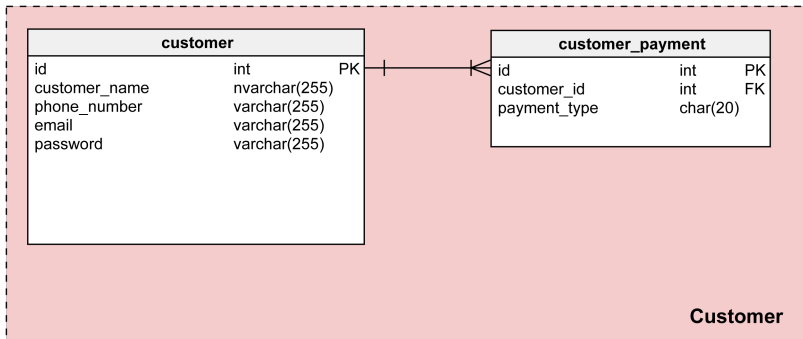 customer
id int PK
customer_name nvarchar(255)
phone_number varchar(255)
email varchar(255)
password varchar(255)
customer_payment
id int PK
customer_id int FK
payment_type char(20)
Customer